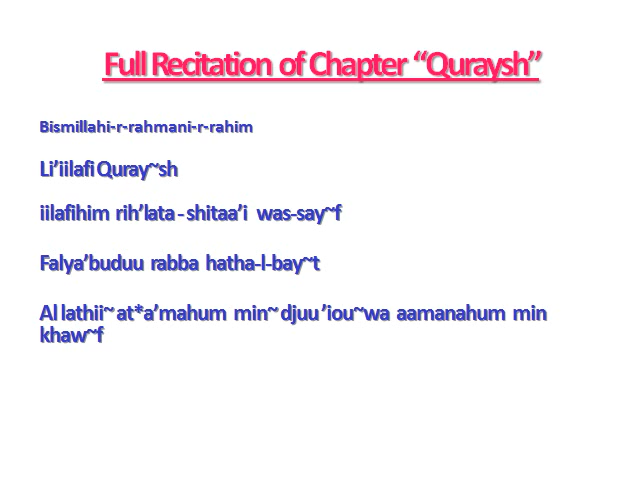 Full Recitation of Chapter “Quraysh”
Bismillahi-r-rahmani-r-rahim
Li’iilafi Quray~sh
iilafihim rih’lata - shitaa’i was-say~f
Falya’buduu rabba hatha-l-bay~t
Al lathii~ at*a’mahum min~ djuu’iou~wa aamanahum min
khaw~f